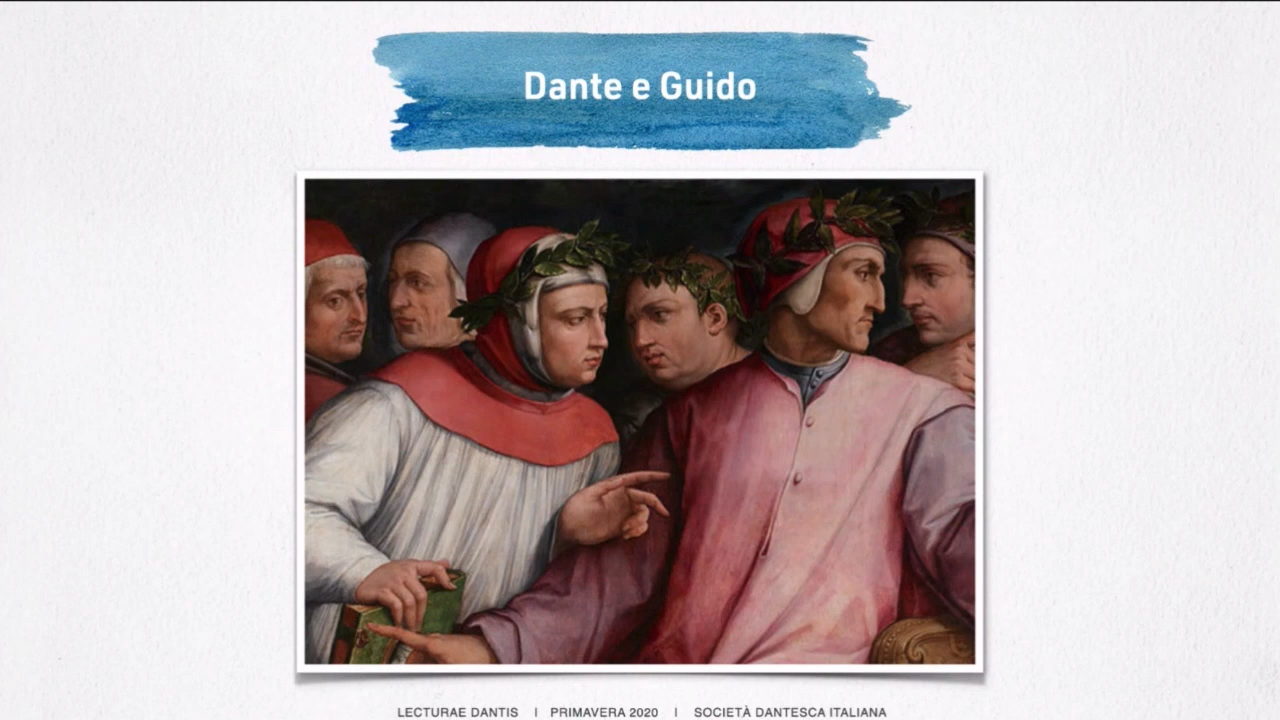 Dante e Guido
LECTURAE DANTIS | PRIMAVERA 2020 | SOCIETÀ DANTESCA ITALIANA